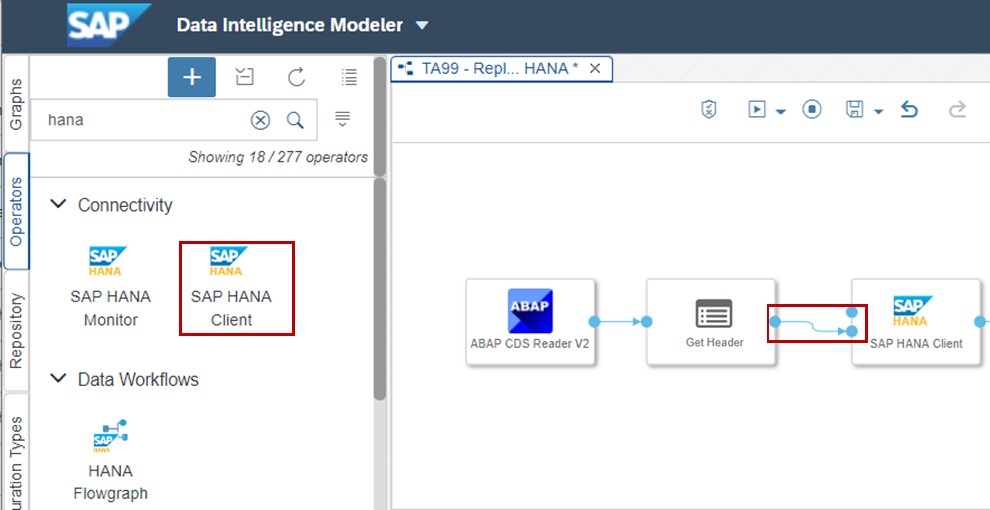 SAP Data Intelligence Modeler
Graphs
Operators
Repository
uration Types
+
hana
Showing 18 / 277 operators
Connectivity
SAP
HANA
SAP HANA
Monitor
SAP
HANA
SAP HANA
Client
Data Workflows
SAP
HANA
HANA
Flowgraph
TA99 - Repl... HANA *
ABAP
ABAP CDS Reader V2
Get Header
SAP
HANA
SAP HANA Client